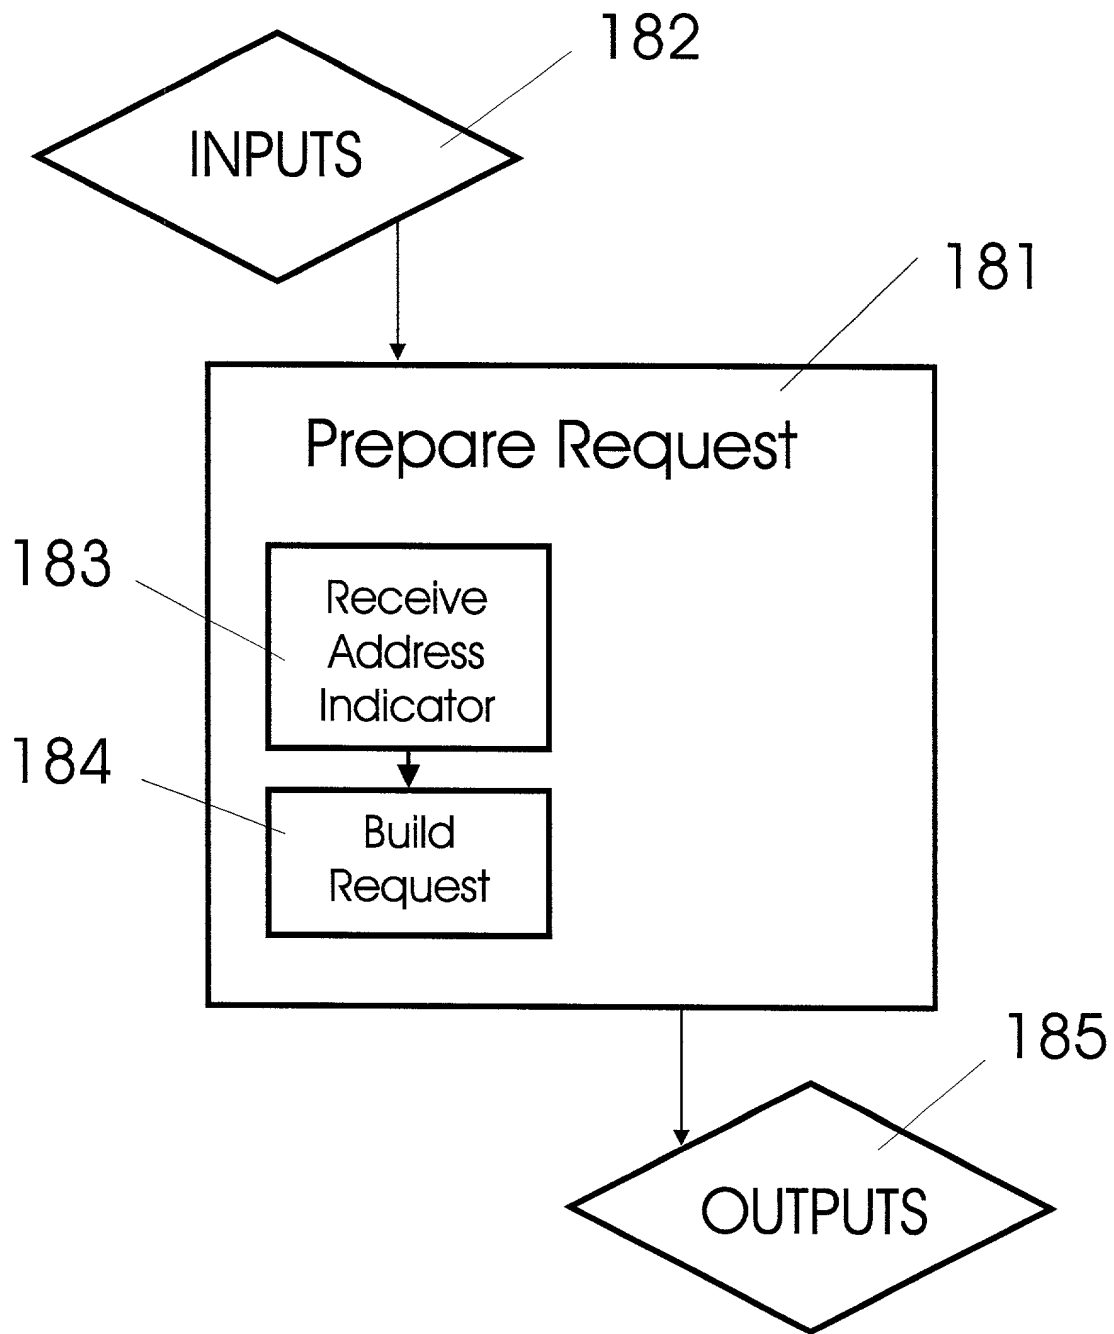 182
INPUTS
181
Prepare Request
183
Receive
Address
Indicator
184
Build
Request
185
OUTPUTS